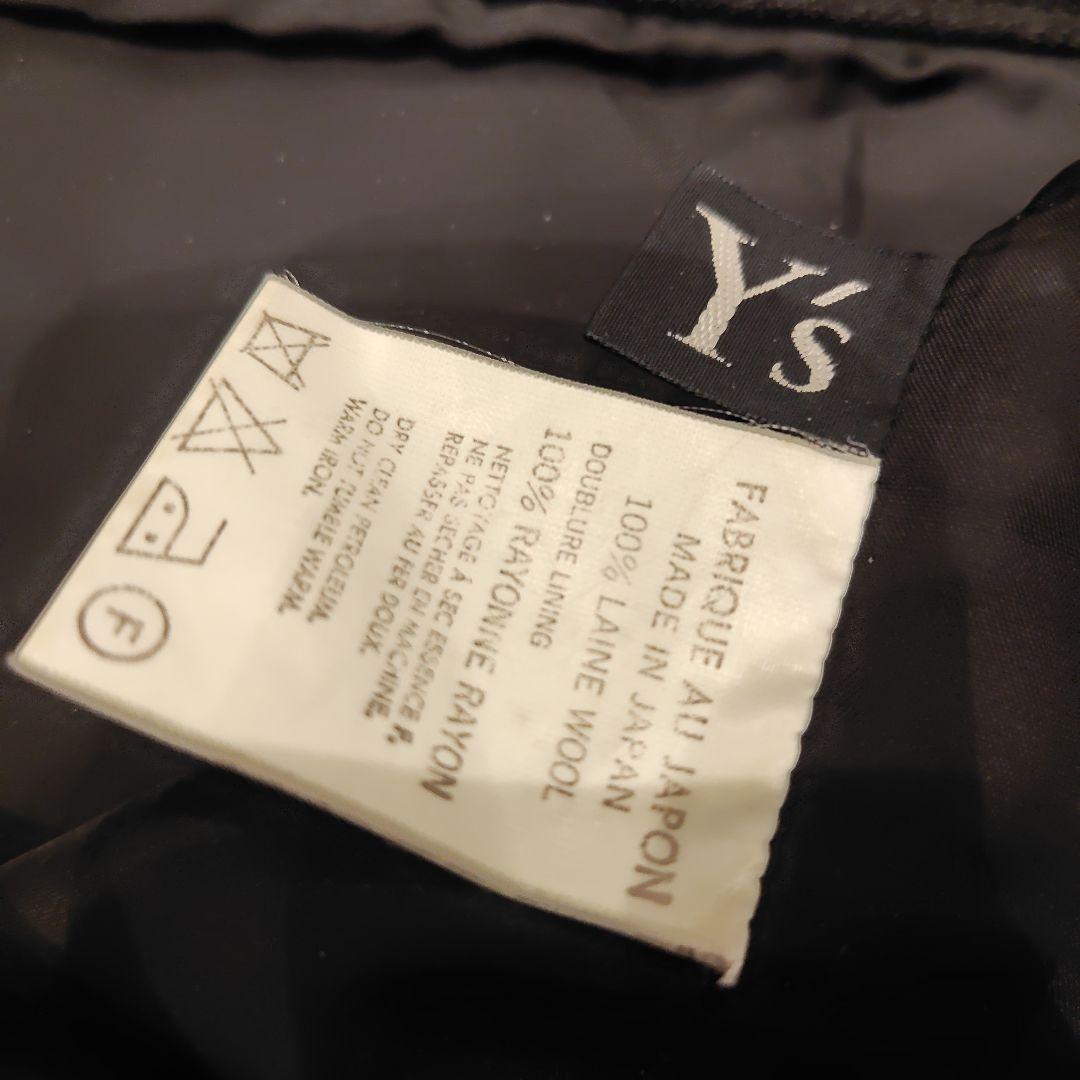 Y's
FABRIQUE AU JAPON
MADE IN JAPAN
100% LAINE WOOL
DOUBLURE LINING
100% RAYONNE RAYON
NETTOYAGE A SEC ESSENCE F.
NE PAS SECHER EN MACHINE.
REPASSER AU FER DOUX.
DRY CLEAN PETROLEUM.
DO NOT TUMBLE WARM.
WARM IRON.
F